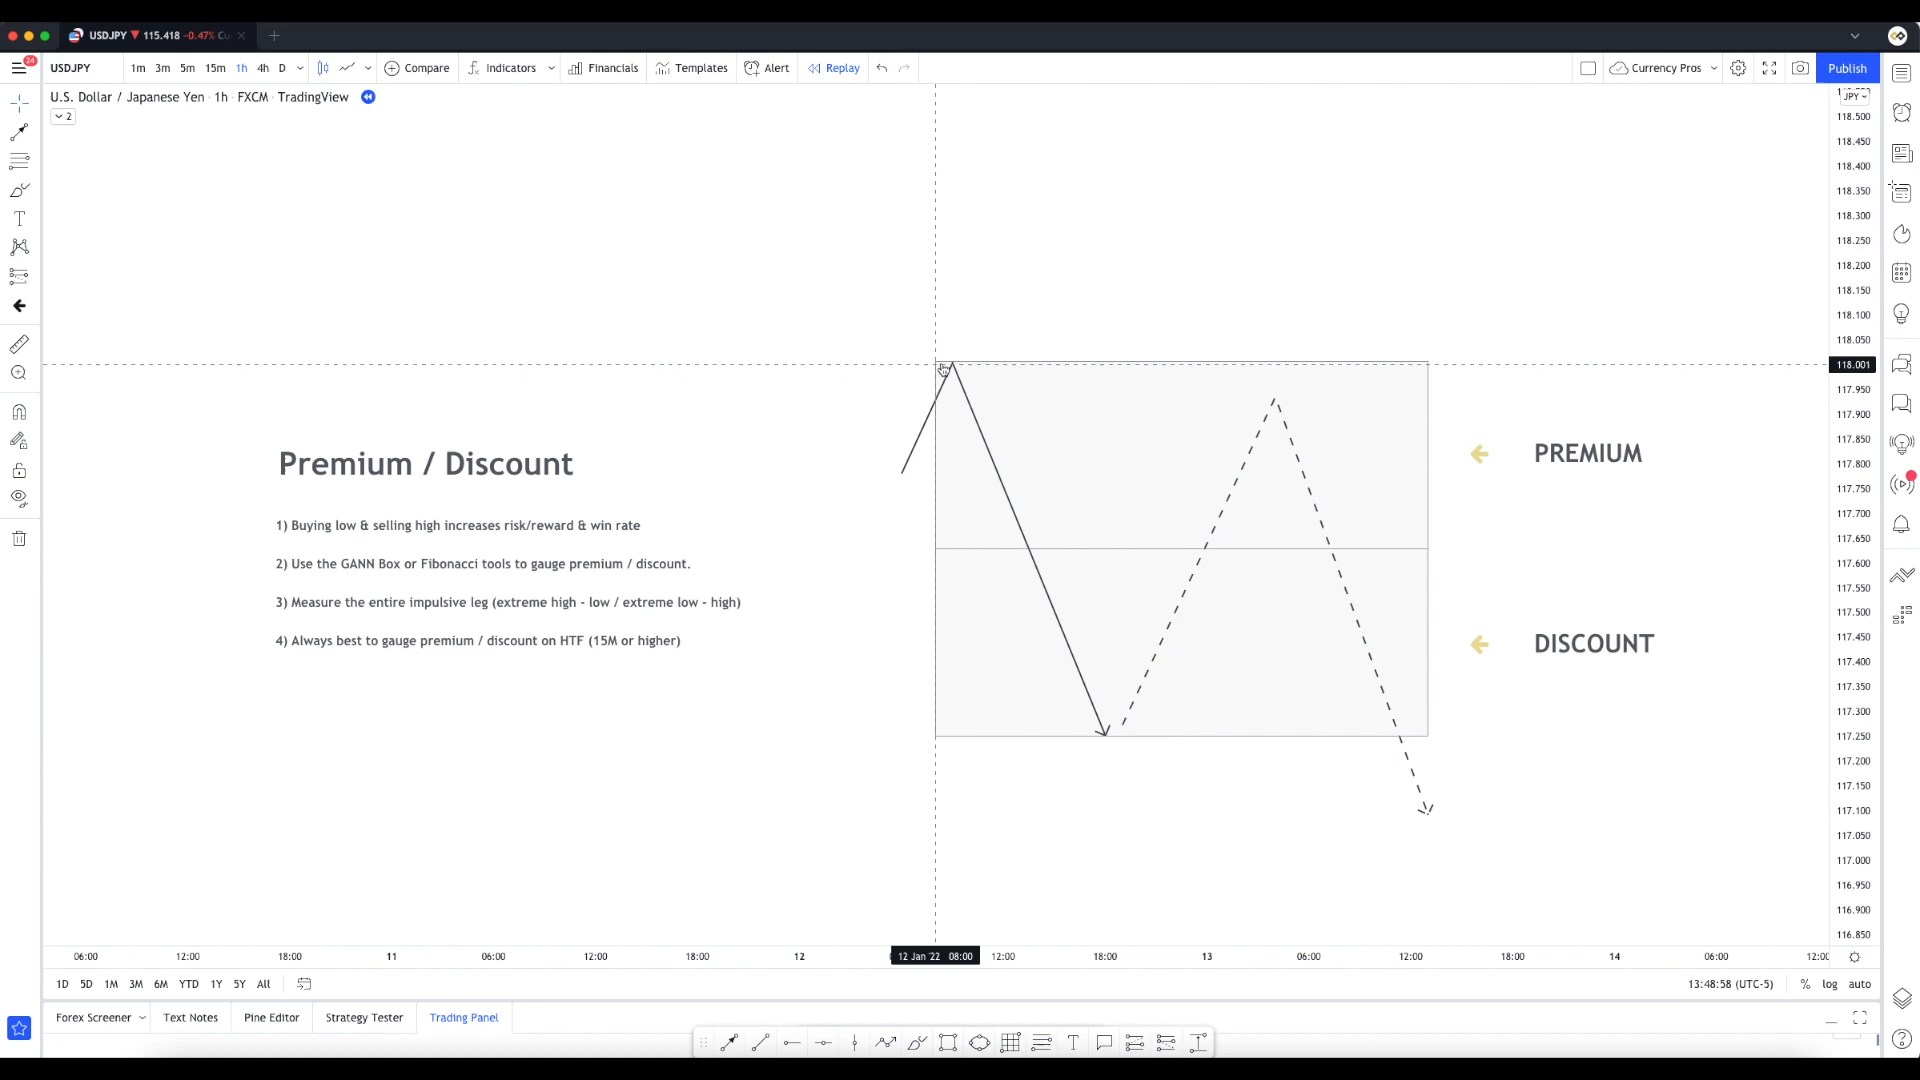 USDJPY ▼ 115.418 −0.47% Cu
24
USDJPY 1m 3m 5m 15m 1h 4h D Compare Indicators Financials Templates Alert Replay Currency Pros Publish
U.S. Dollar / Japanese Yen · 1h · FXCM · TradingView
2
JPY
118.500
118.450
118.400
118.350
118.300
118.250
118.200
118.150
118.100
118.050
118.001
117.950
117.900
117.850
117.800
117.750
117.700
117.650
117.600
117.550
117.500
117.450
117.400
117.350
117.300
117.250
117.200
117.150
117.100
117.050
117.000
116.950
116.900
116.850
Premium / Discount
1) Buying low & selling high increases risk/reward & win rate
2) Use the GANN Box or Fibonacci tools to gauge premium / discount.
3) Measure the entire impulsive leg (extreme high - low / extreme low - high)
4) Always best to gauge premium / discount on HTF (15M or higher)
PREMIUM
DISCOUNT
06:00 12:00 18:00 11 06:00 12:00 18:00 12 12 Jan '22 08:00 12:00 18:00 13 06:00 12:00 18:00 14 06:00 12:00
1D 5D 1M 3M 6M YTD 1Y 5Y All 13:48:58 (UTC-5) % log auto
Forex Screener Text Notes Pine Editor Strategy Tester Trading Panel